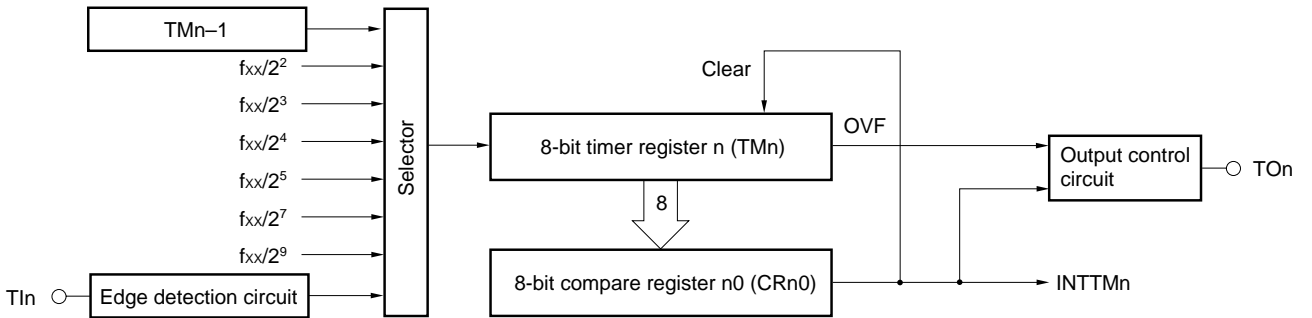 TMn–1
fxx/2²
fxx/2³
fxx/2⁴
fxx/2⁵
fxx/2⁷
fxx/2⁹
TIn
Edge detection circuit
Selector
Clear
8-bit timer register n (TMn)
OVF
8
8-bit compare register n0 (CRn0)
Output control
circuit
TOn
INTTMn